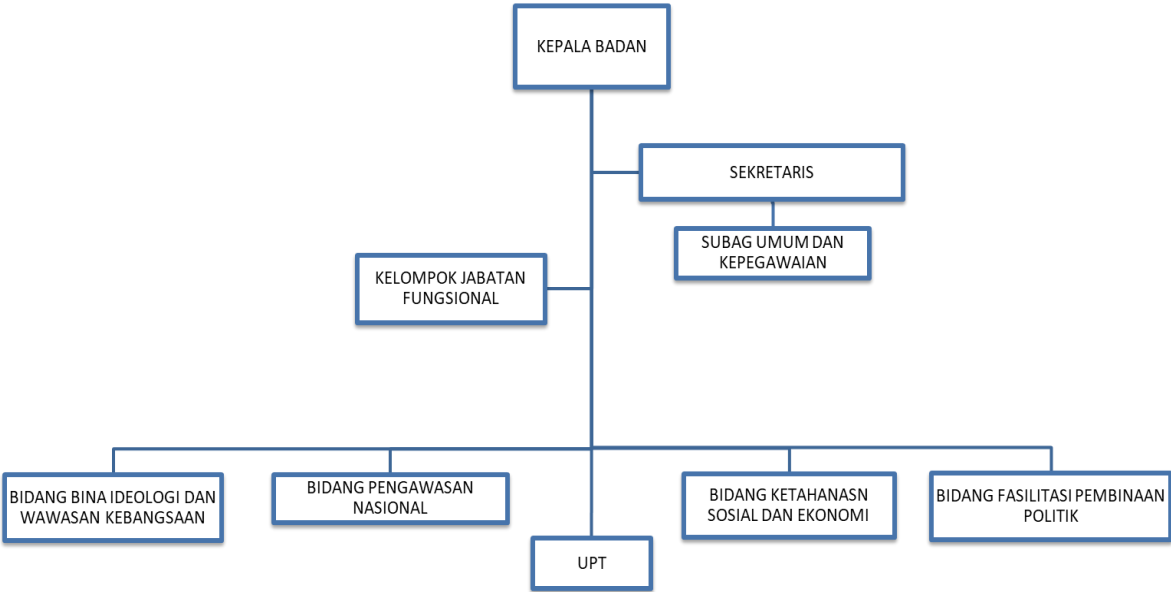 KEPALA BADAN
SEKRETARIS
SUBAG UMUM DAN
KEPEGAWAIAN
KELOMPOK JABATAN
FUNGSIONAL
BIDANG BINA IDEOLOGI DAN
WAWASAN KEBANGSAAN
BIDANG PENGAWASAN
NASIONAL
BIDANG KETAHANASN
SOSIAL DAN EKONOMI
BIDANG FASILITASI PEMBINAAN
POLITIK
UPT